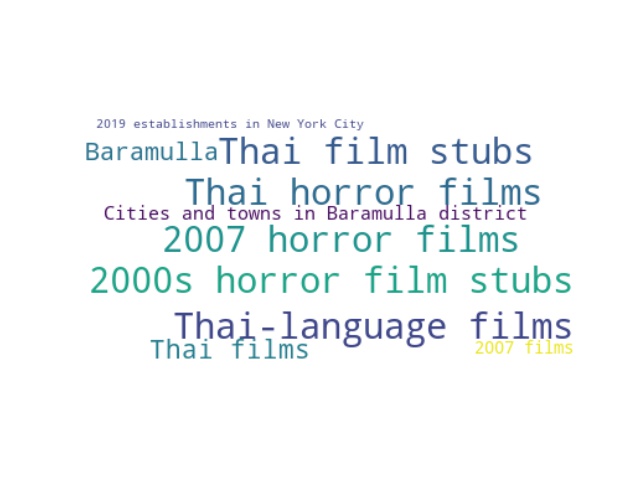 2019 establishments in New York City
Baramulla Thai film stubs
Thai horror films
Cities and towns in Baramulla district
2007 horror films
2000s horror film stubs
Thai-language films
Thai films 2007 films